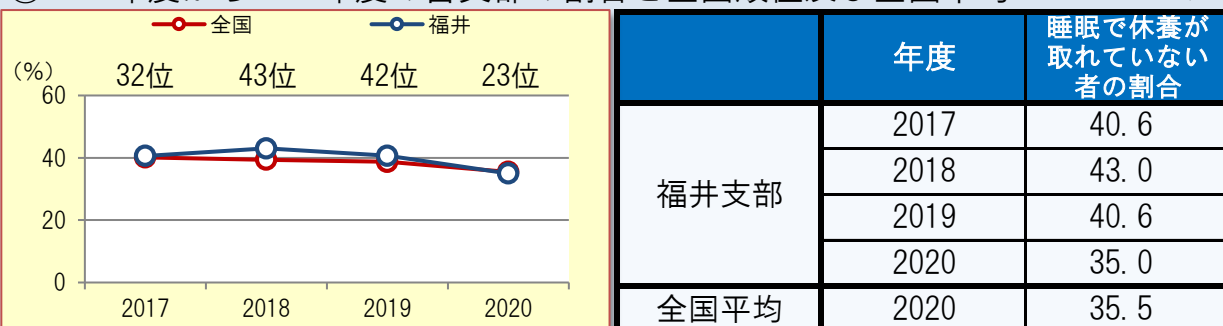 全国 福井
(%) 32位 43位 42位 23位
60
40
20
0
2017 2018 2019 2020
年度 睡眠で休養が
取れていない
者の割合
福井支部
2017 40.6
2018 43.0
2019 40.6
2020 35.0
全国平均 2020 35.5